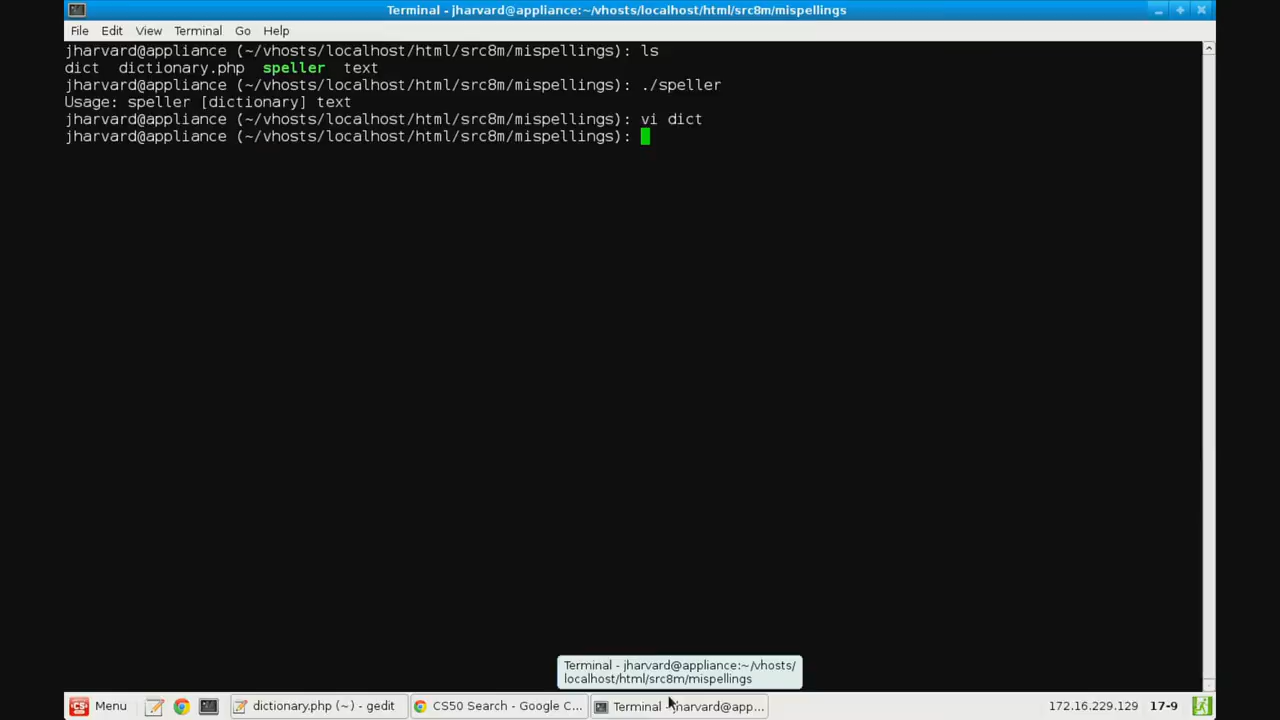 Terminal - jharvard@appliance:~/vhosts/localhost/html/src8m/mispellings
File Edit View Terminal Go Help
jharvard@appliance (~/vhosts/localhost/html/src8m/mispellings): ls
dict dictionary.php speller text
jharvard@appliance (~/vhosts/localhost/html/src8m/mispellings): ./speller
Usage: speller [dictionary] text
jharvard@appliance (~/vhosts/localhost/html/src8m/mispellings): vi dict
jharvard@appliance (~/vhosts/localhost/html/src8m/mispellings):
Terminal - jharvard@appliance:~/vhosts/
localhost/html/src8m/mispellings
Menu dictionary.php (~) - gedit CS50 Search - Google C... Terminal - jharvard@app... 172.16.229.129 17-9